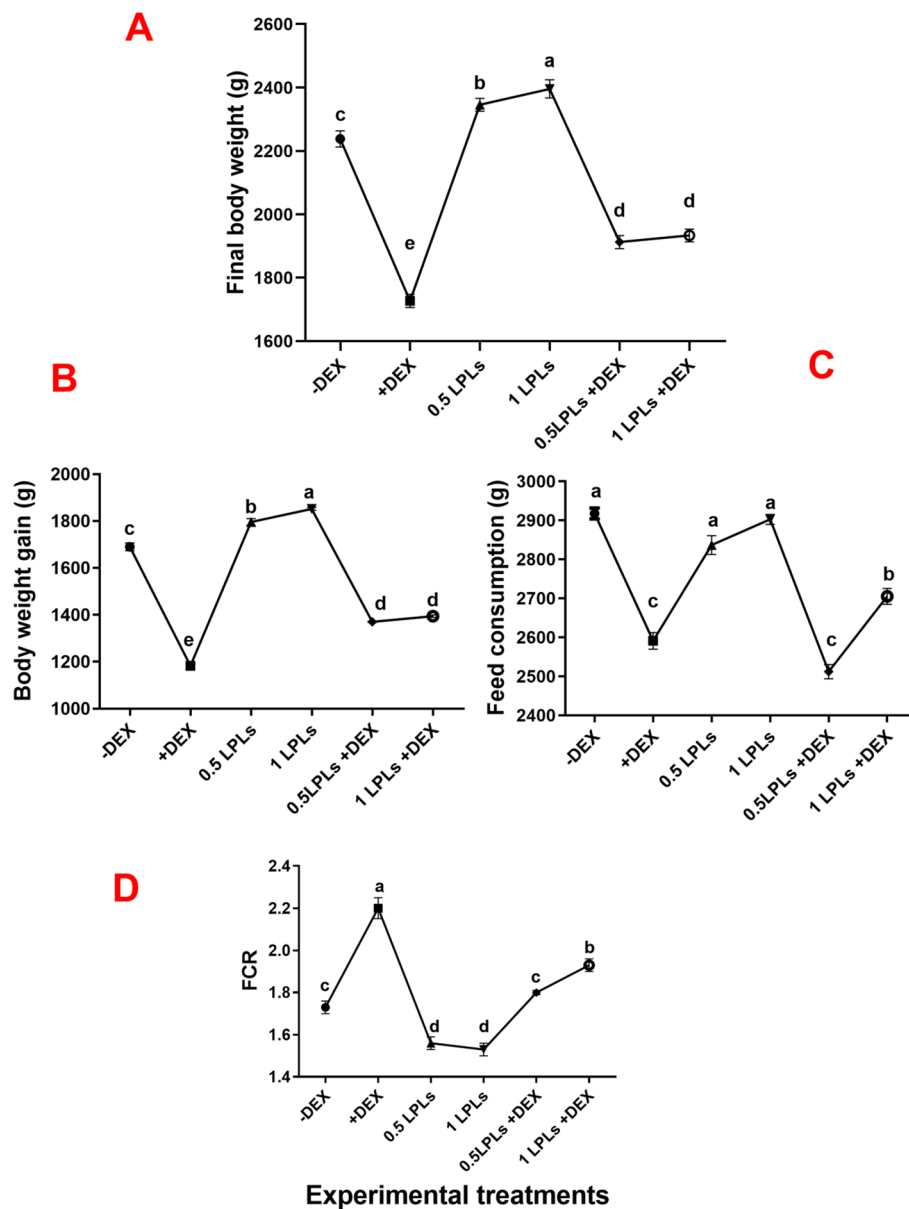 A
Final body weight (g)
2600
2400
2200
2000
1800
1600
c
e
b
a
d
d
-DEX
+DEX
0.5 LPLs
1 LPLs
0.5LPLs +DEX
1 LPLs +DEX
B
Body weight gain (g)
2000
1800
1600
1400
1200
1000
c
e
b
a
d
d
-DEX
+DEX
0.5 LPLs
1 LPLs
0.5LPLs +DEX
1 LPLs +DEX
C
Feed consumption (g)
3000
2900
2800
2700
2600
2500
2400
a
c
a
a
c
b
-DEX
+DEX
0.5 LPLs
1 LPLs
0.5LPLs +DEX
1 LPLs +DEX
D
FCR
2.4
2.2
2.0
1.8
1.6
1.4
c
a
d
d
c
b
-DEX
+DEX
0.5 LPLs
1 LPLs
0.5LPLs +DEX
1 LPLs +DEX
Experimental treatments